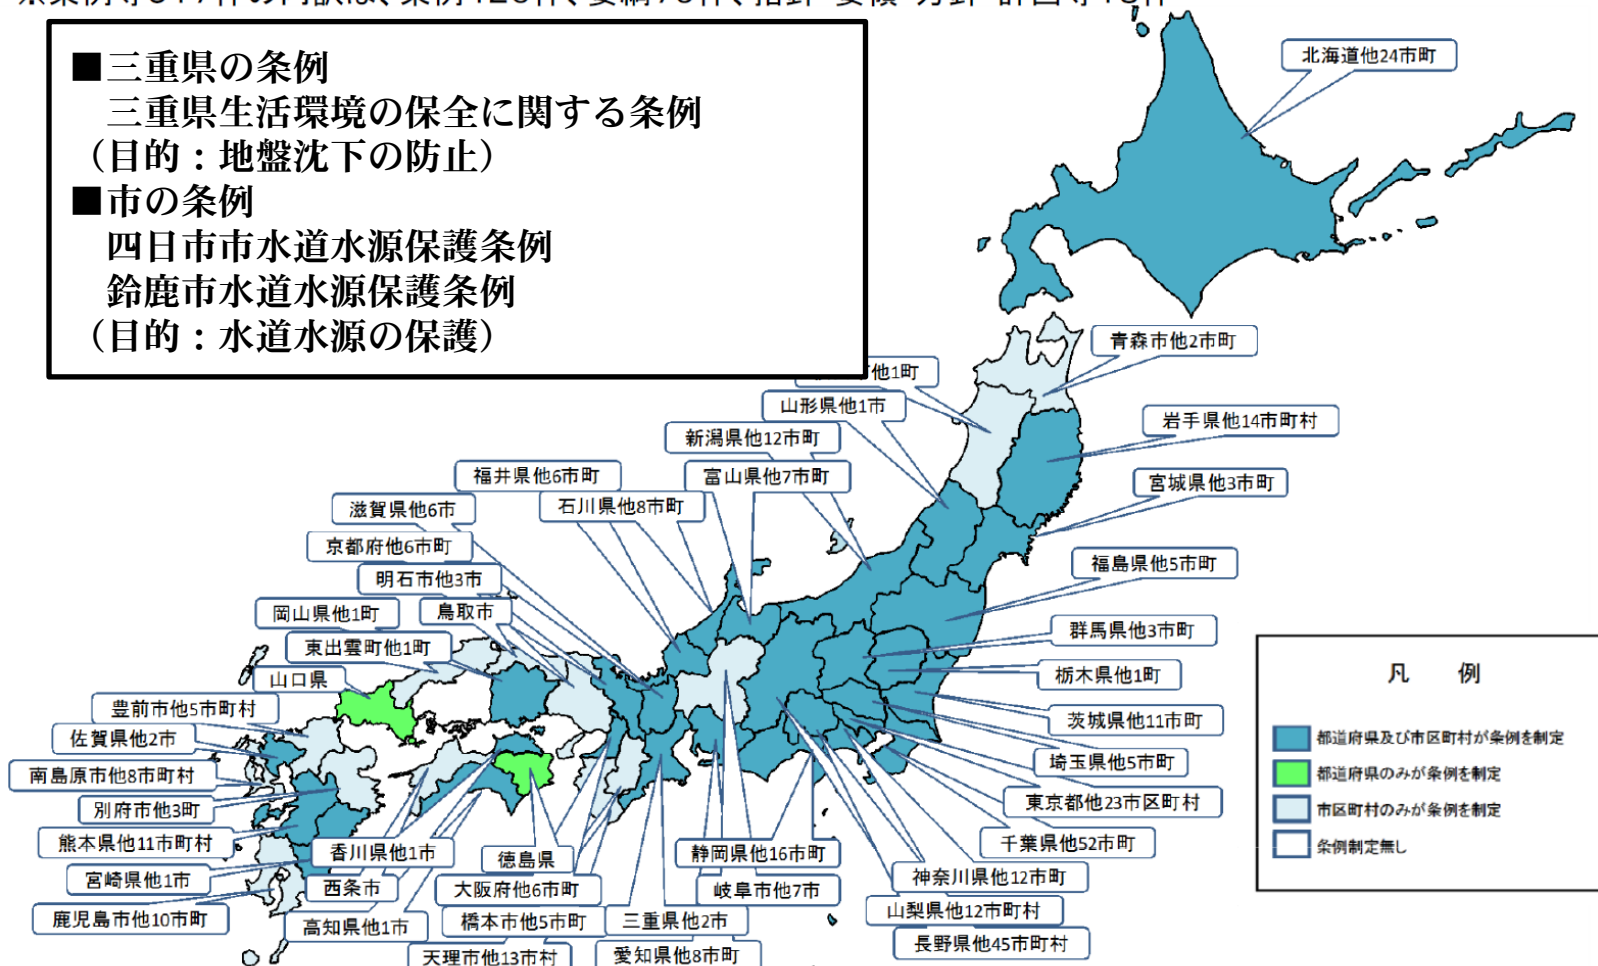 ■三重県の条例
三重県生活環境の保全に関する条例
（目的：地盤沈下の防止）
■市の条例
四日市市水道水源保護条例
鈴鹿市水道水源保護条例
（目的：水道水源の保護）
北海道他24市町
青森市他2市町
他1町
山形県他1市
岩手県他14市町村
新潟県他12市町
福井県他6市町
富山県他7市町
宮城県他3市町
滋賀県他6市
石川県他8市町
京都府他6市町
福島県他5市町
明石市他3市
岡山県他1町
鳥取市
群馬県他3市町
東出雲町他1町
栃木県他1町
山口県
豊前市他5市町村
茨城県他11市町
佐賀県他2市
埼玉県他5市町
南島原市他8市町村
東京都他23市区町村
別府市他3町
熊本県他11市町村
千葉県他52市町
香川県他1市
徳島県
静岡県他16市町
宮崎県他1市
西条市
大阪府他6市町
岐阜市他7市
神奈川県他12市町
鹿児島市他10市町
高知県他1市
橋本市他5市町
三重県他2市
山梨県他12市町村
天理市他13市村
愛知県他8市町
長野県他45市町村
凡　例
都道府県及び市区町村が条例を制定
都道府県のみが条例を制定
市区町村のみが条例を制定
条例制定無し